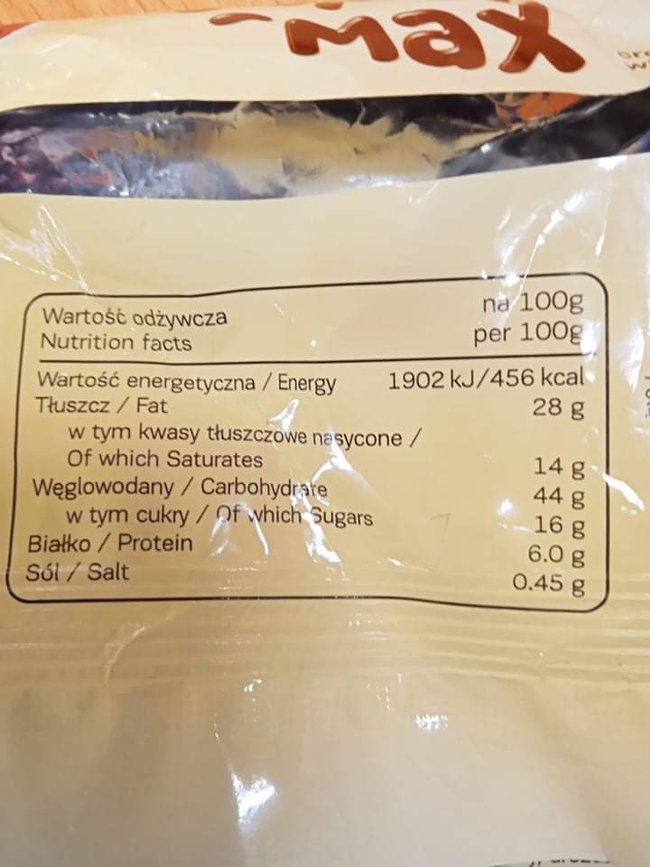 max
Wartość odżywcza na 100g
Nutrition facts per 100g
Wartość energetyczna / Energy 1902 kJ/456 kcal
Tłuszcz / Fat 28 g
w tym kwasy tłuszczowe nasycone /
Of which Saturates 14 g
Węglowodany / Carbohydrate 44 g
w tym cukry / Of which Sugars 16 g
Białko / Protein 6.0 g
Sól / Salt 0.45 g